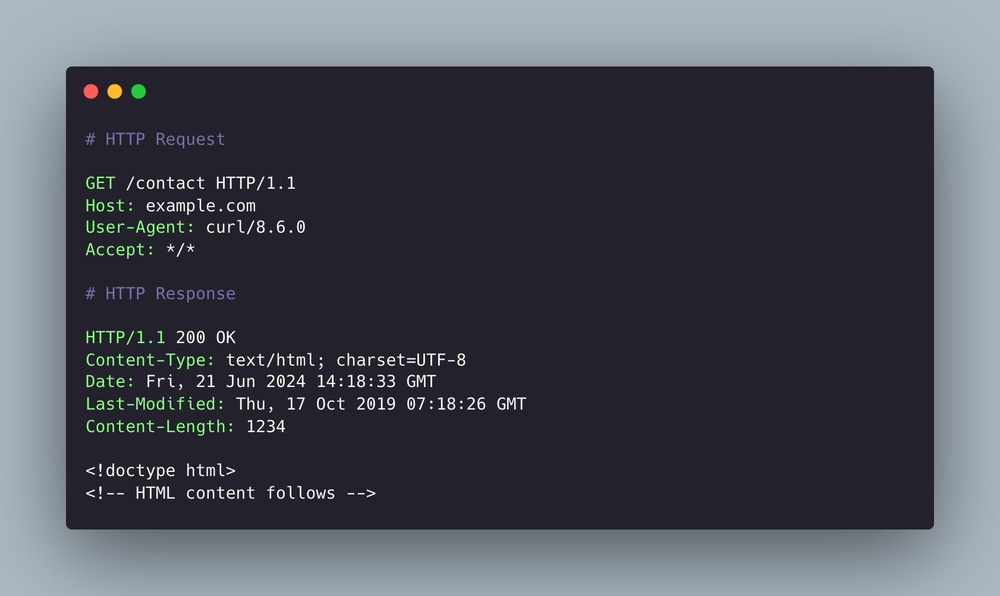 # HTTP Request
GET /contact HTTP/1.1
Host: example.com
User-Agent: curl/8.6.0
Accept: */*
# HTTP Response
HTTP/1.1 200 OK
Content-Type: text/html; charset=UTF-8
Date: Fri, 21 Jun 2024 14:18:33 GMT
Last-Modified: Thu, 17 Oct 2019 07:18:26 GMT
Content-Length: 1234
<!doctype html>
<!-- HTML content follows -->